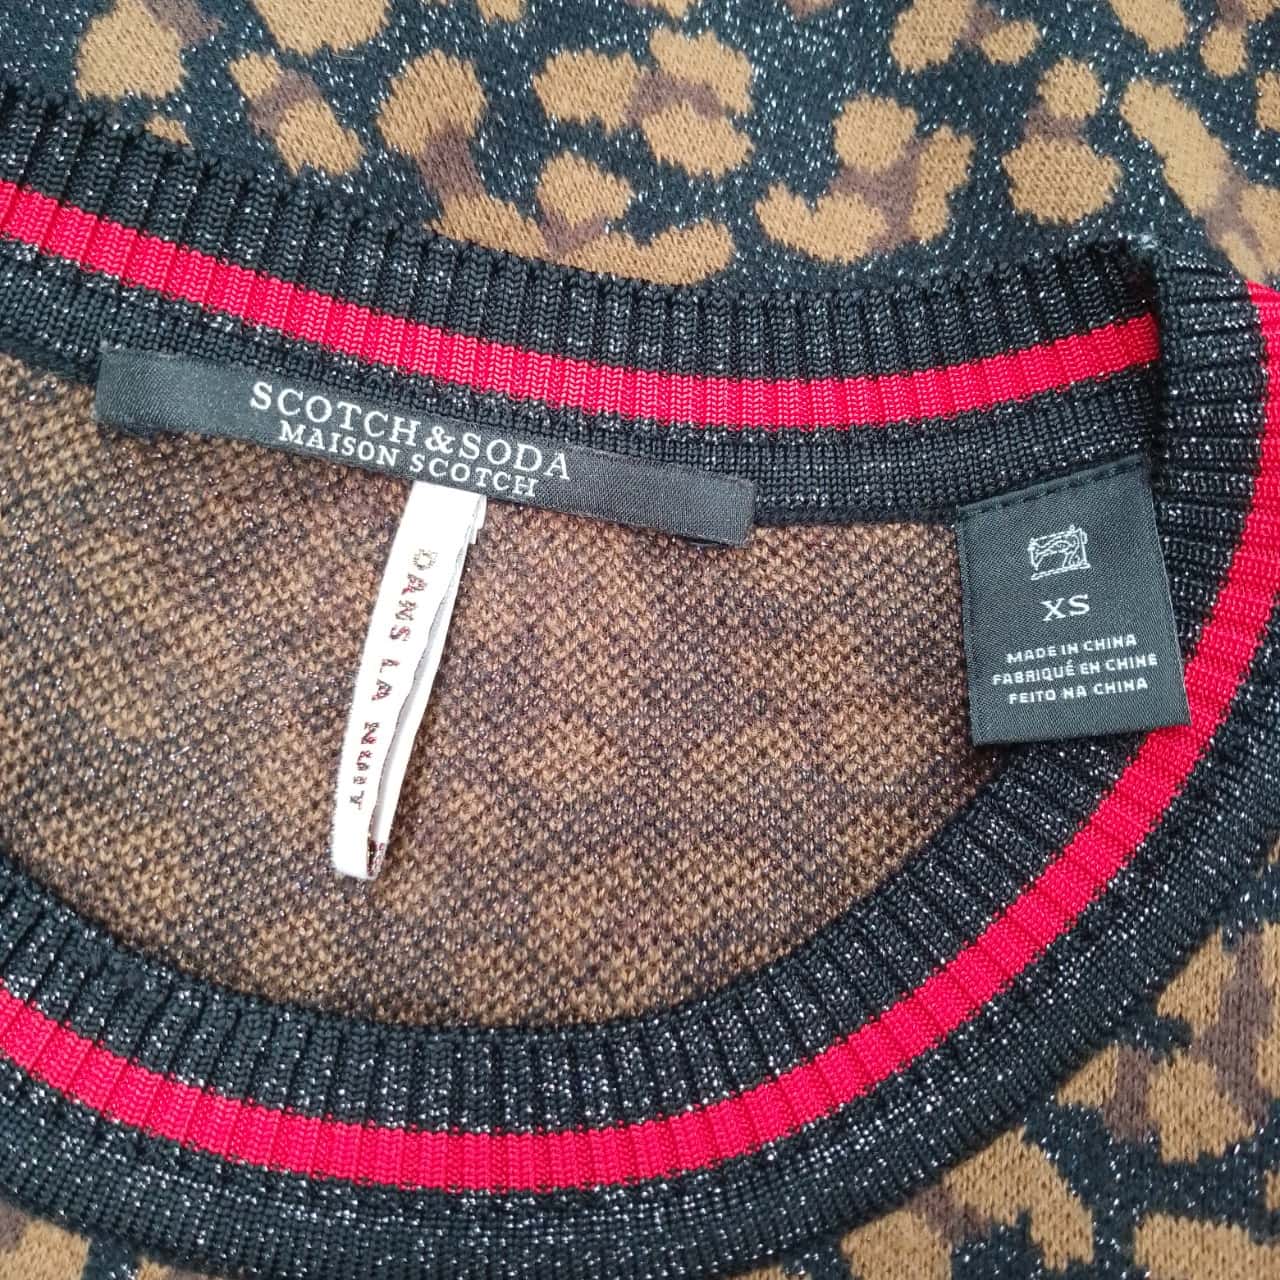 SCOTCH & SODA
MAISON SCOTCH
DANS LA NUIT
XS
MADE IN CHINA
FABRIQUÉ EN CHINE
FEITO NA CHINA